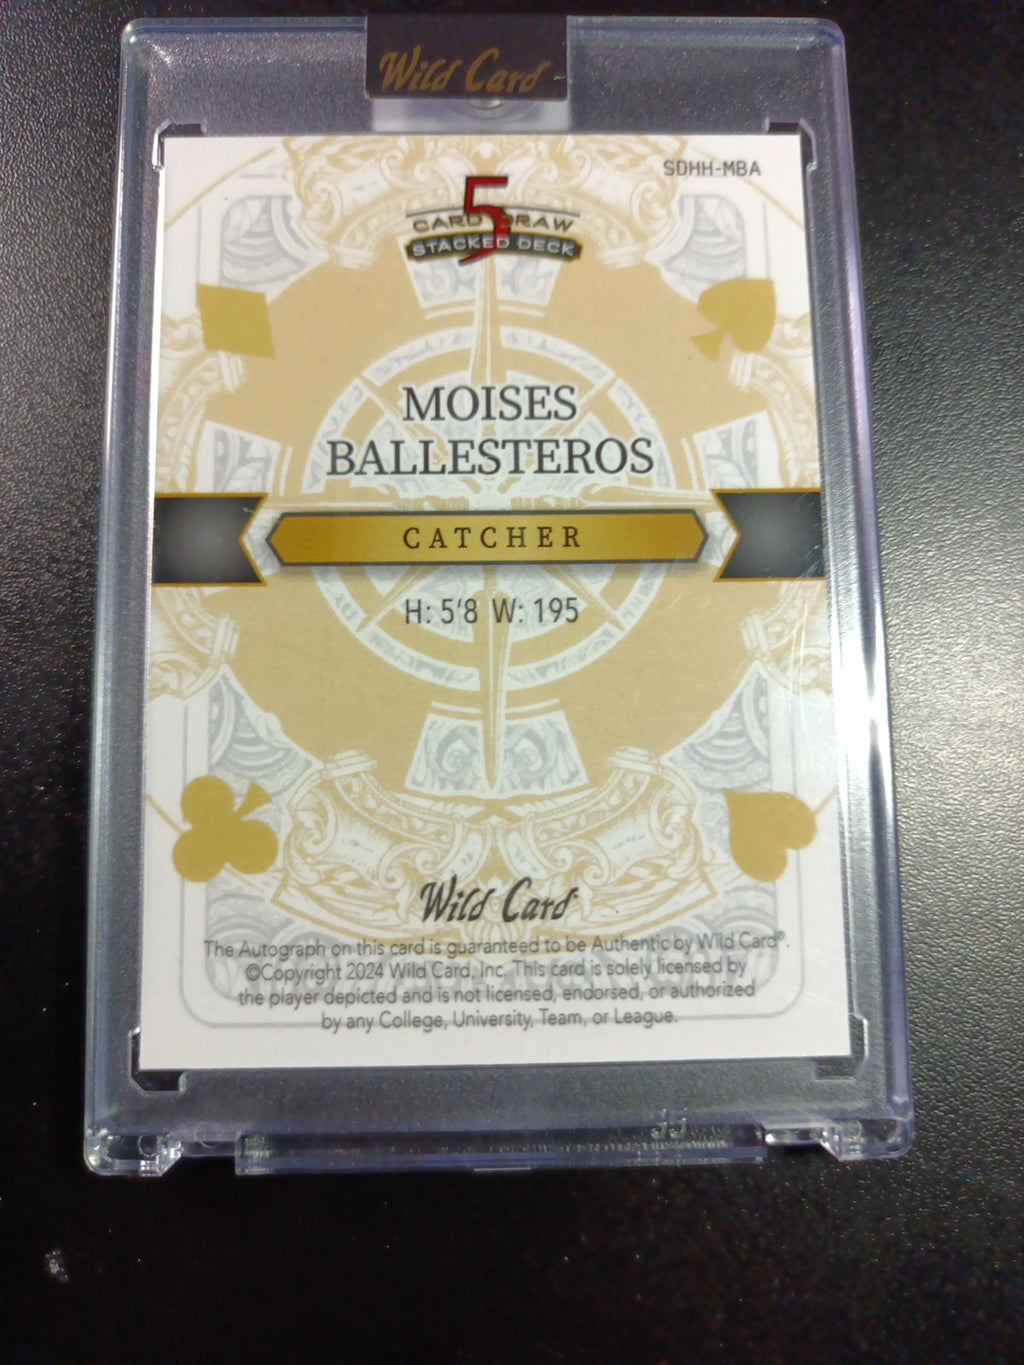 Wild Card
SDHH-MBA
5
CARD DRAW
STACKED DECK
MOISES
BALLESTEROS
CATCHER
H: 5'8 W: 195
Wild Card
The Autograph on this card is guaranteed to be Authentic by Wild Card®.
©Copyright 2024 Wild Card, Inc. This card is solely licensed by
the player depicted and is not licensed, endorsed, or authorized
by any College, University, Team, or League.